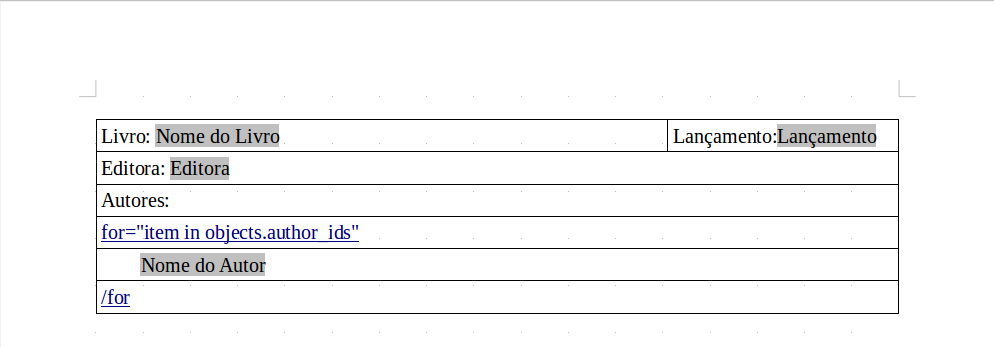 Livro: Nome do Livro Lançamento:Lançamento
Editora: Editora
Autores:
for="item in objects.author_ids"
Nome do Autor
/for